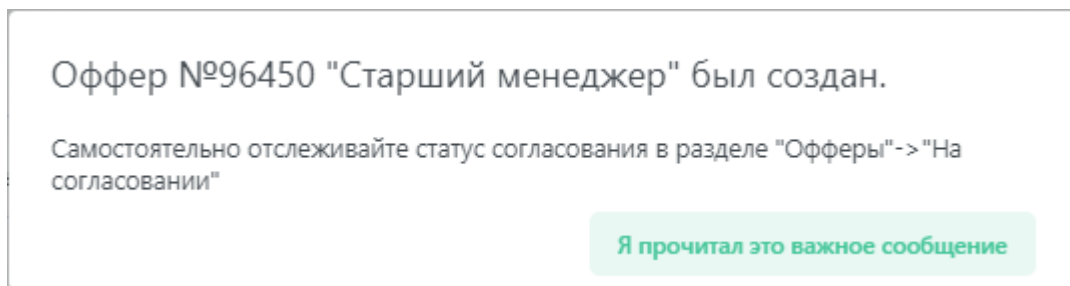 Оффер №96450 "Старший менеджер" был создан.
Самостоятельно отслеживайте статус согласования в разделе "Офферы"->"На
согласовании"
Я прочитал это важное сообщение